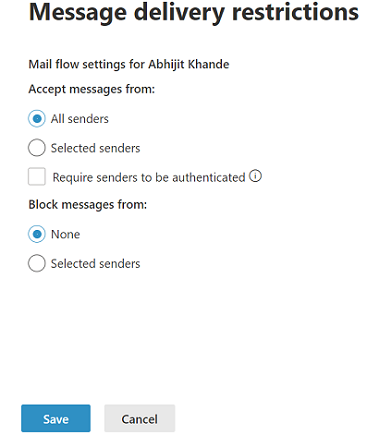 Message delivery restrictions
Mail flow settings for Abhijit Khande
Accept messages from:
All senders
Selected senders
Require senders to be authenticated
Block messages from:
None
Selected senders
Save
Cancel